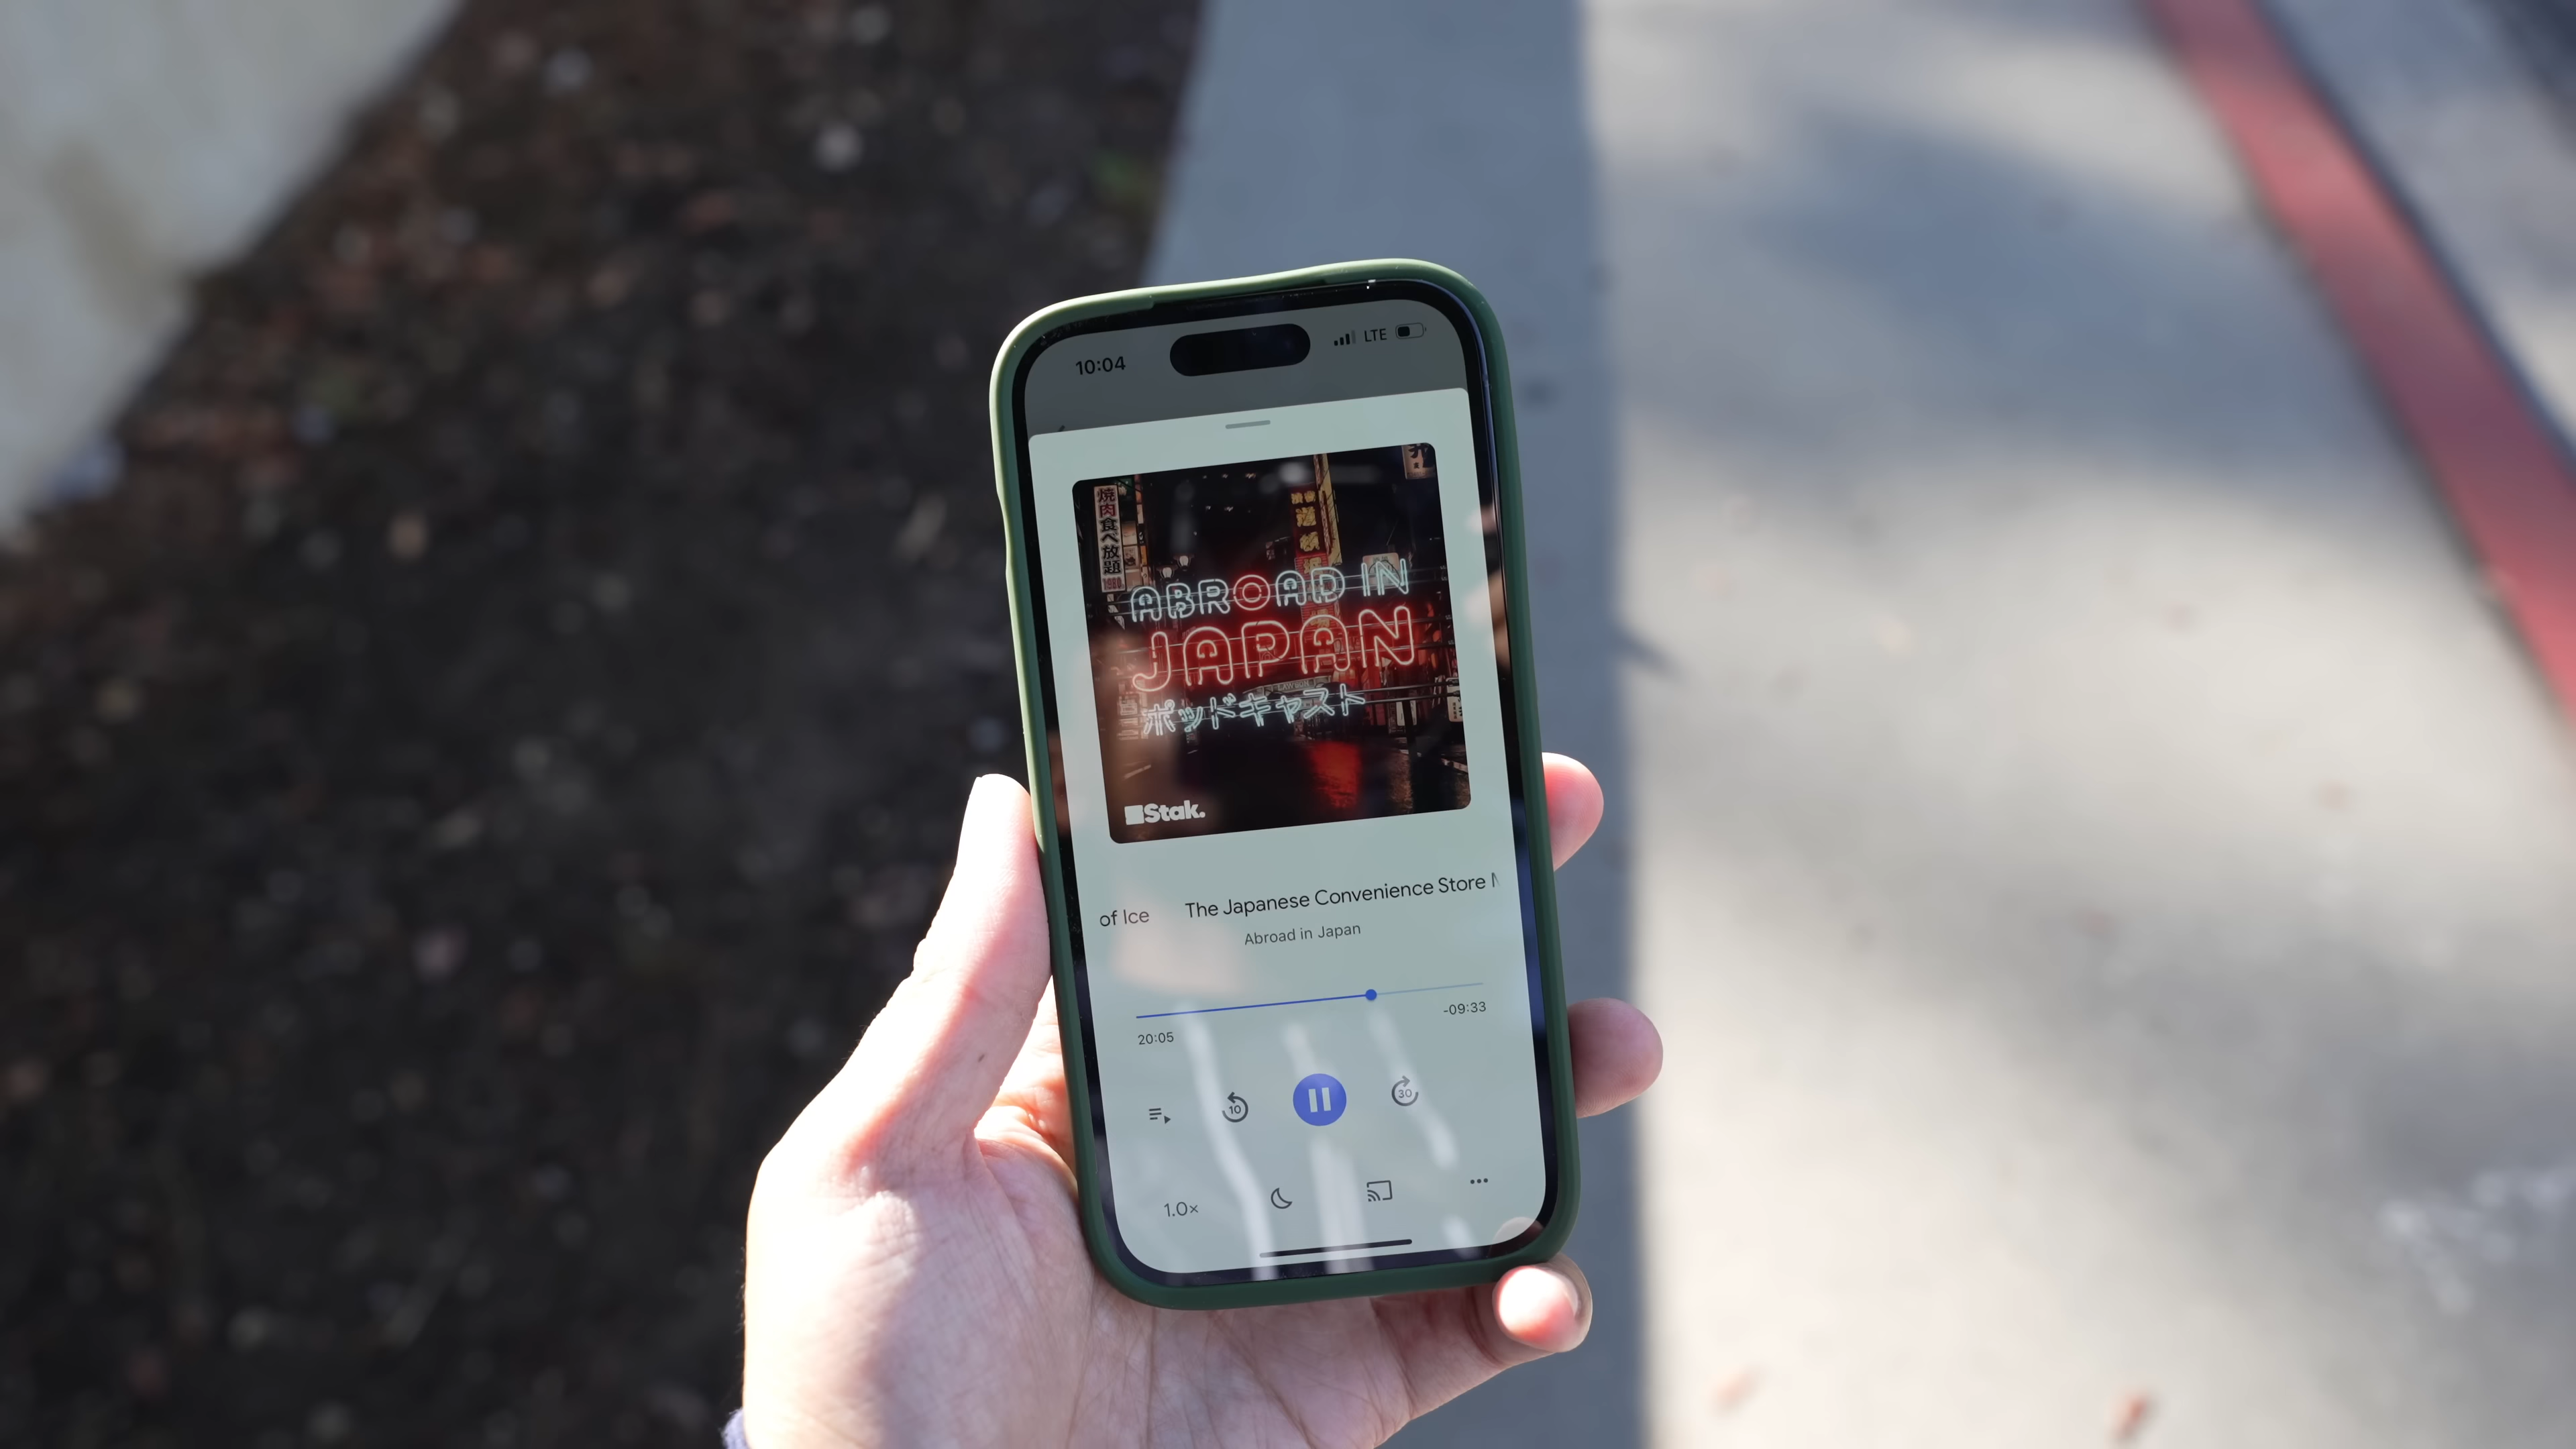 10:04 LTE
焼肉食べ放題
ABROAD IN
JAPAN
ポッドキャスト
Stak.
of Ice The Japanese Convenience Store
Abroad in Japan
20:05 -09:33
10 30
1.0×